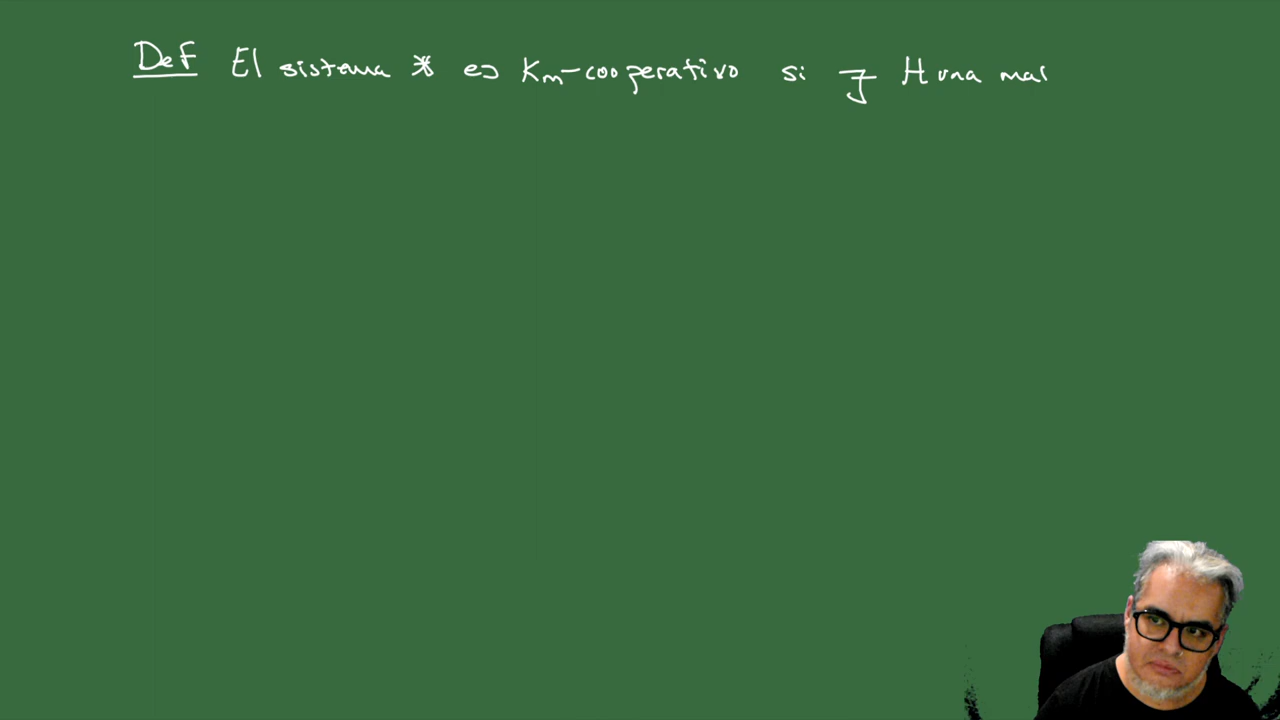 Def El sistema * es Km-cooperativo si ∃ H una mat